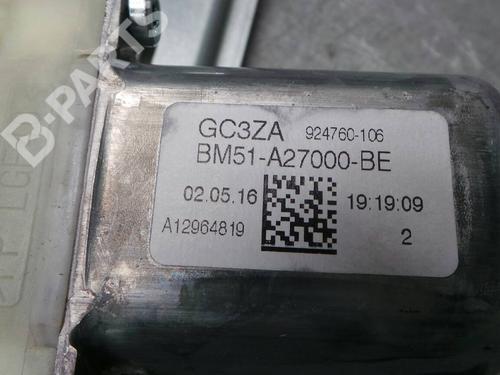 B-PARTS
GC3ZA 924760-106
BM51-A27000-BE
02.05.16 19:19:09
A12964819 2